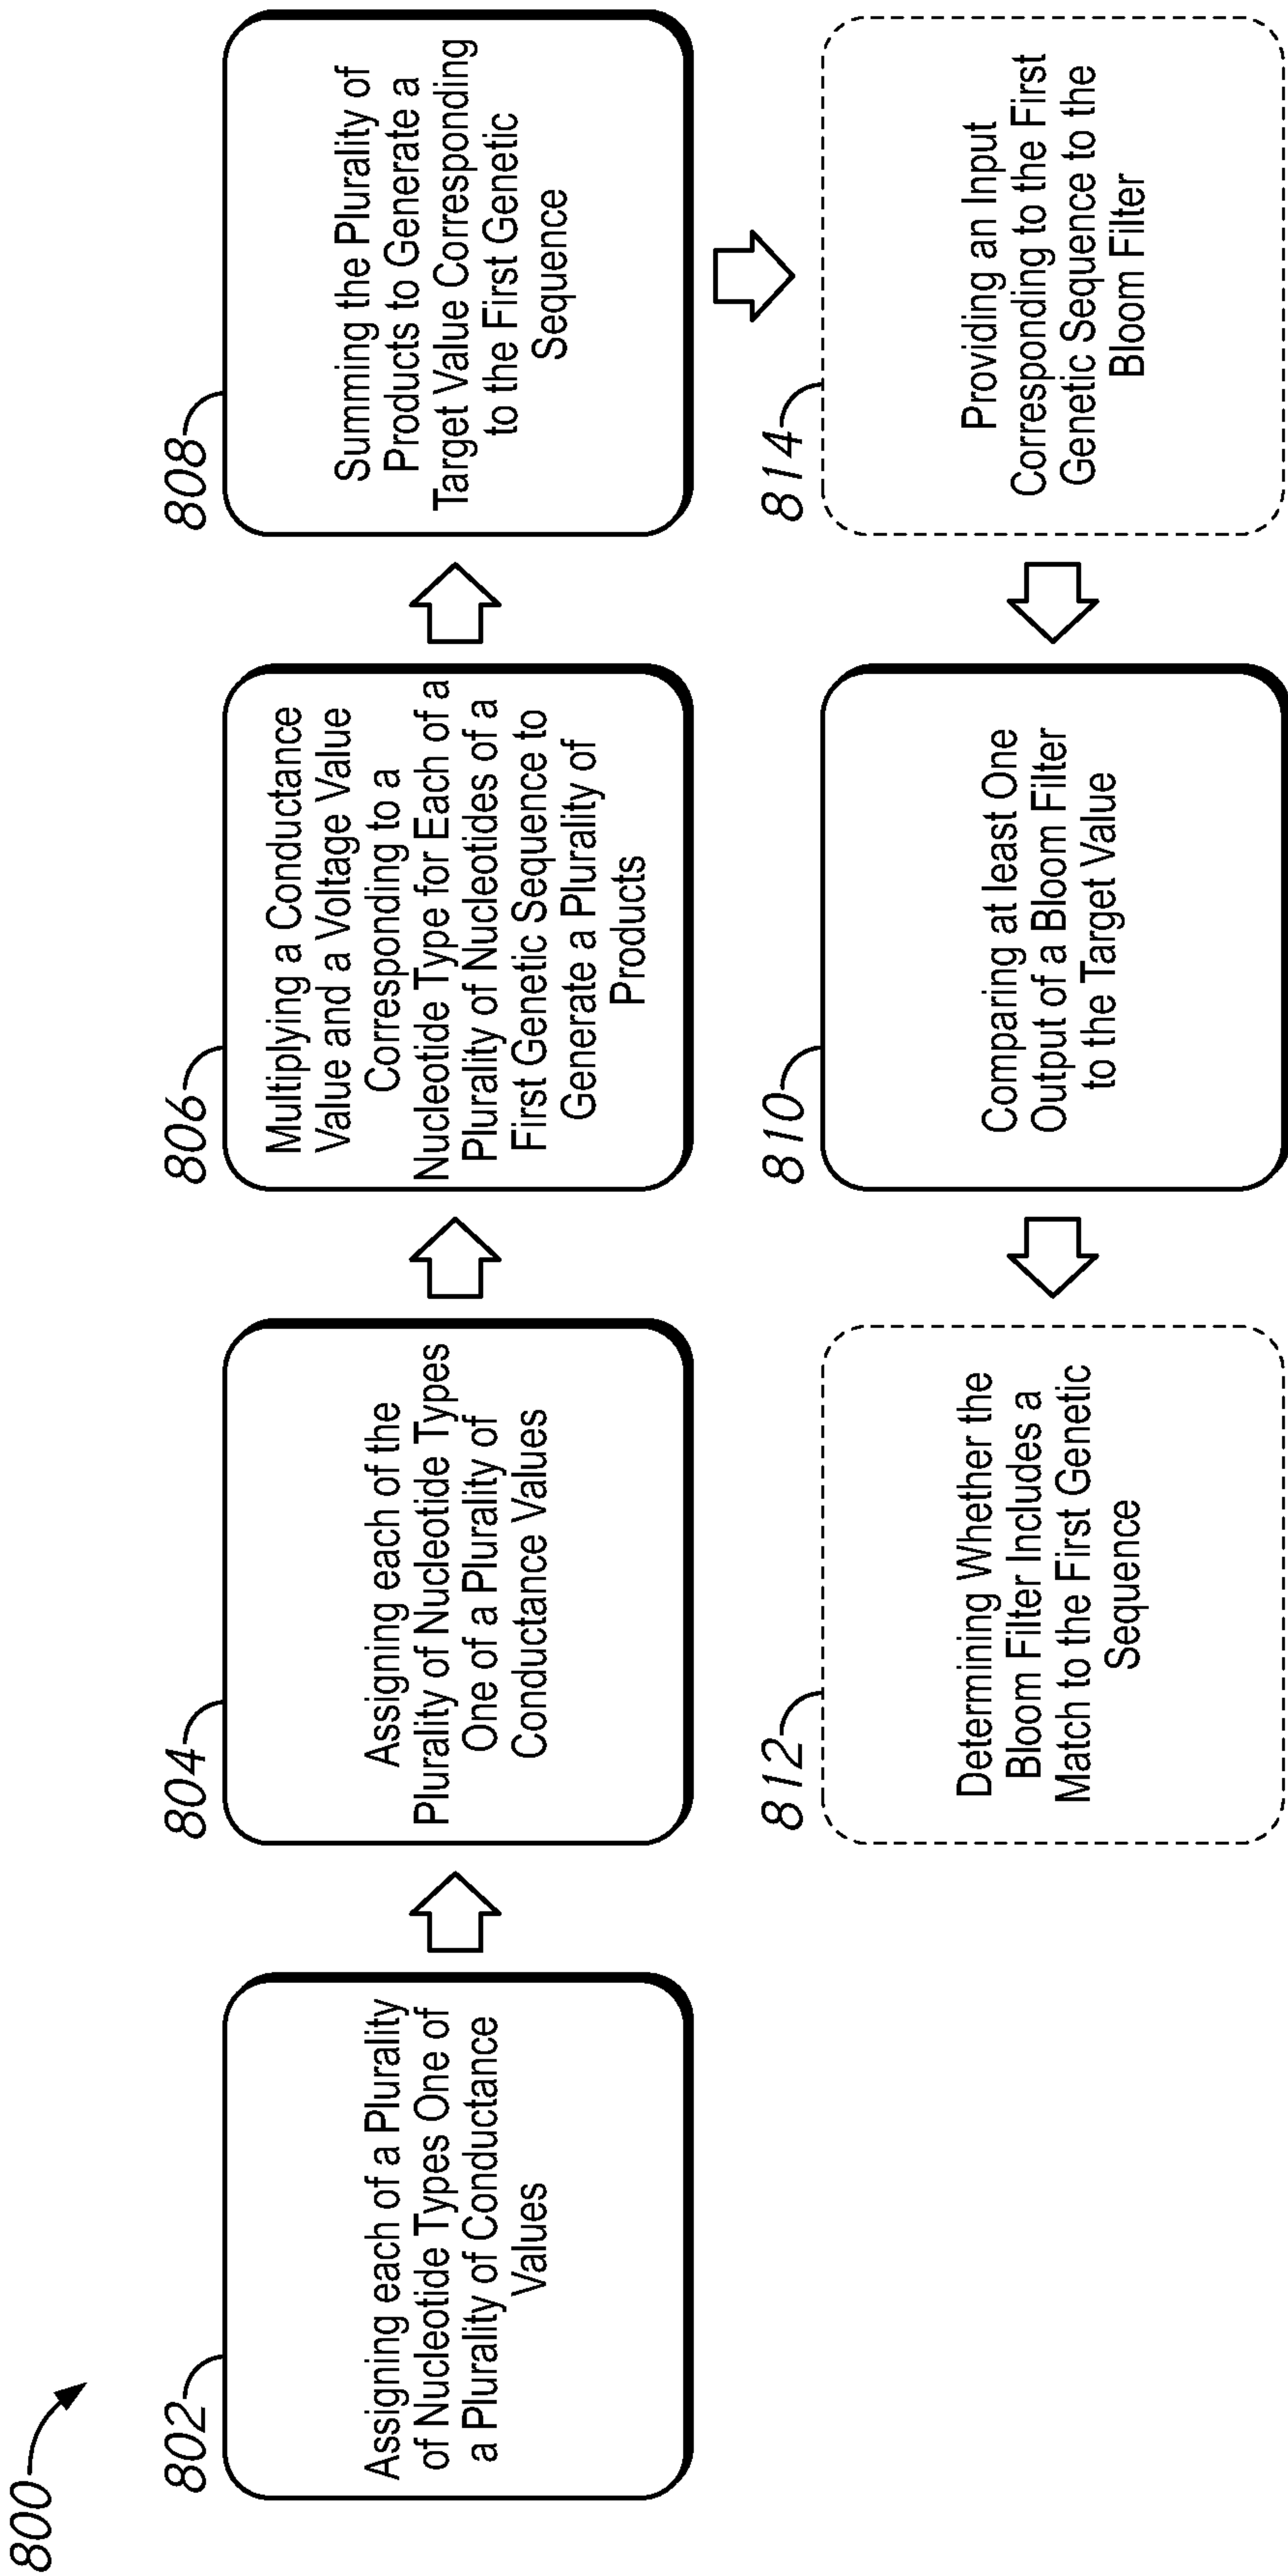 800
802
Assigning each of a Plurality
of Nucleotide Types One of
a Plurality of Conductance
Values
804
Assigning each of the
Plurality of Nucleotide Types
One of a Plurality of
Conductance Values
806
Multiplying a Conductance
Value and a Voltage Value
Corresponding to a
Nucleotide Type for Each of a
Plurality of Nucleotides of a
First Genetic Sequence to
Generate a Plurality of
Products
808
Summing the Plurality of
Products to Generate a
Target Value Corresponding
to the First Genetic
Sequence
814
Providing an Input
Corresponding to the First
Genetic Sequence to the
Bloom Filter
810
Comparing at least One
Output of a Bloom Filter
to the Target Value
812
Determining Whether the
Bloom Filter Includes a
Match to the First Genetic
Sequence